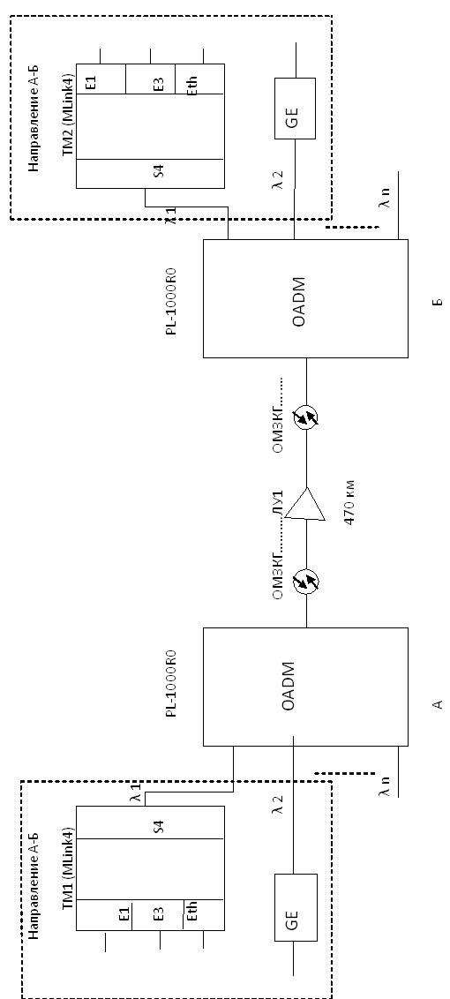 Направление А-Б
TM1 (MLink4)
E1
E3
Eth
S4
λ 1
GE
λ 2
λ n
PL-1000R0
OADM
А
ОМЗКГ..........
ЛУ1
ОМЗКГ........
470 км
PL-1000R0
OADM
Б
Направление А-Б
TM2 (MLink4)
S4
E1
E3
Eth
λ 1
λ 2
GE
λ n